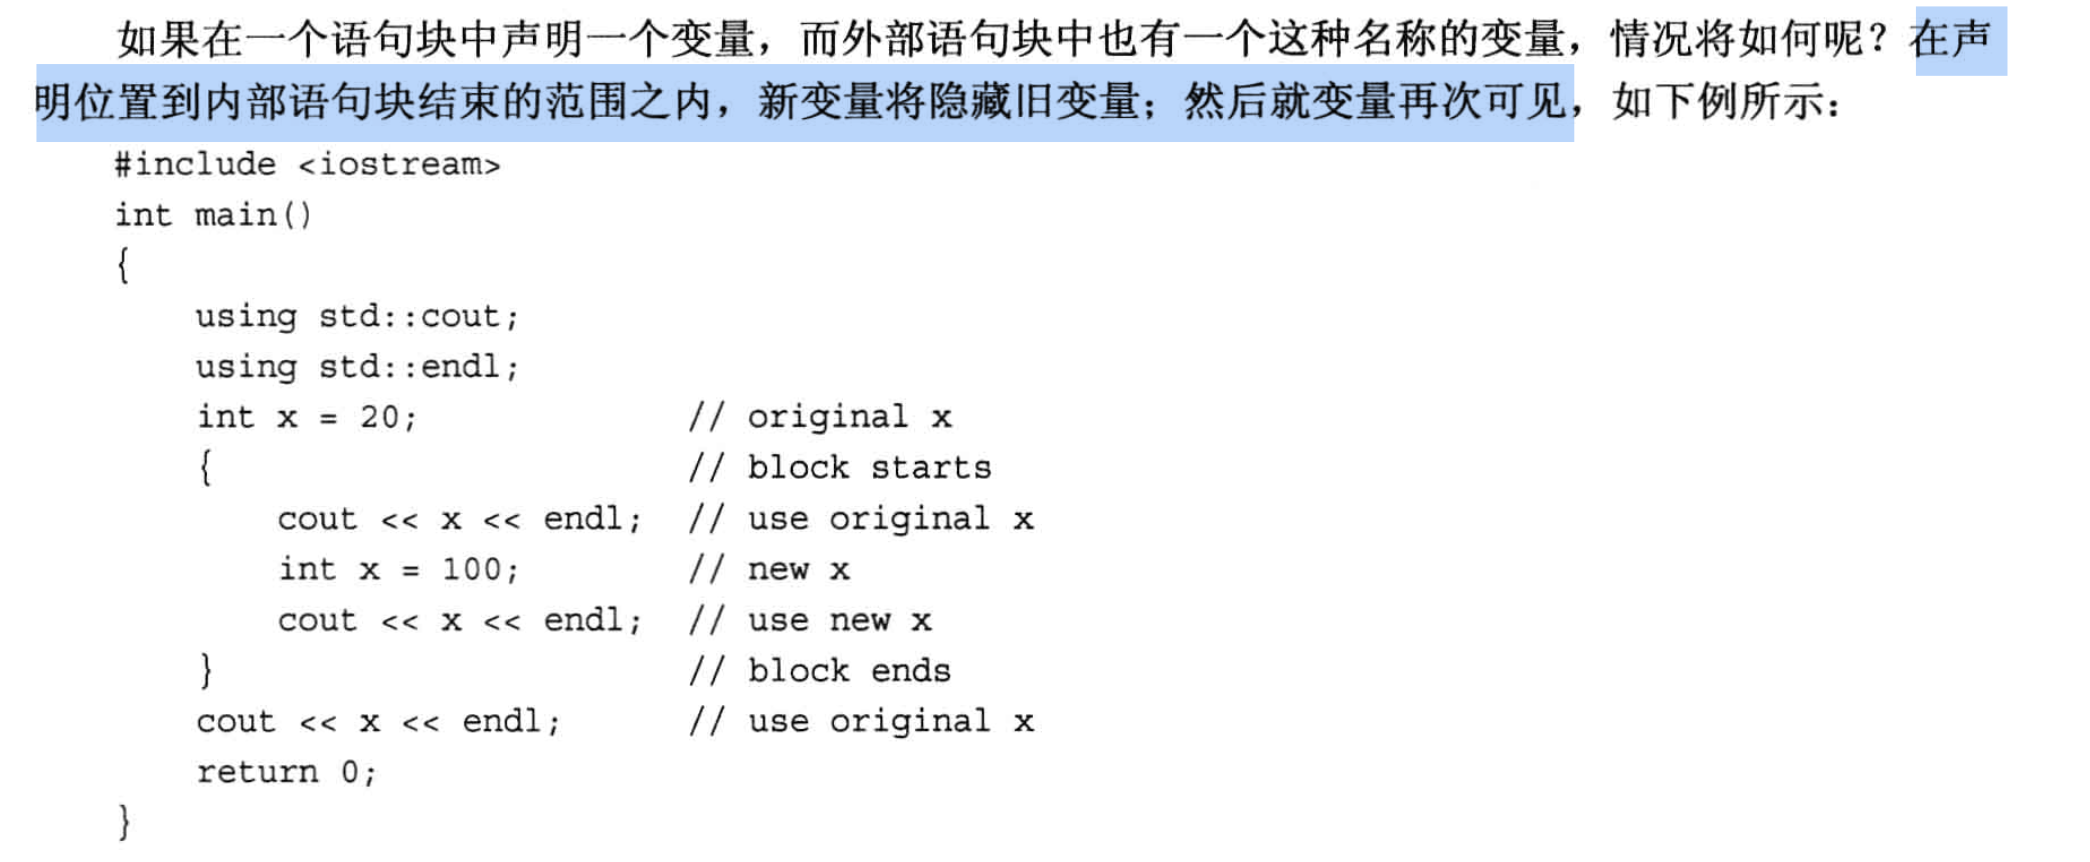 如果在一个语句块中声明一个变量，而外部语句块中也有一个这种名称的变量，情况将如何呢？在声
明位置到内部语句块结束的范围之内，新变量将隐藏旧变量；然后就变量再次可见，如下例所示：
#include <iostream>
int main()
{
    using std::cout;
    using std::endl;
    int x = 20;             // original x
    {                       // block starts
        cout << x << endl;  // use original x
        int x = 100;        // new x
        cout << x << endl;  // use new x
    }                       // block ends
    cout << x << endl;      // use original x
    return 0;
}